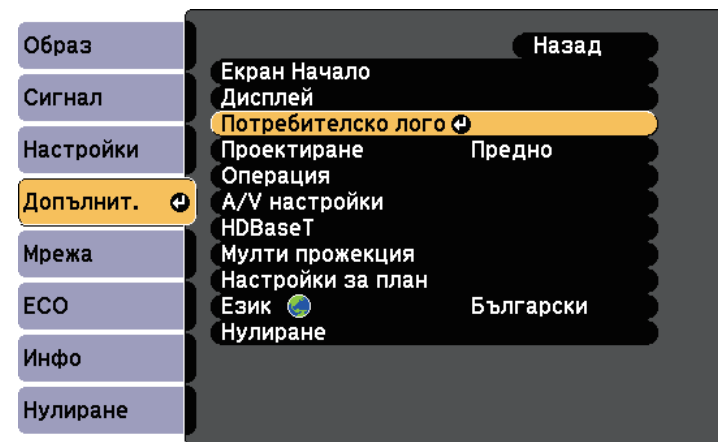 Образ
Сигнал
Настройки
Допълнит.
Мрежа
ECO
Инфо
Нулиране
Назад
Екран Начало
Дисплей
Потребителско лого
Проектиране Предно
Операция
A/V настройки
HDBaseT
Мулти прожекция
Настройки за план
Език Български
Нулиране